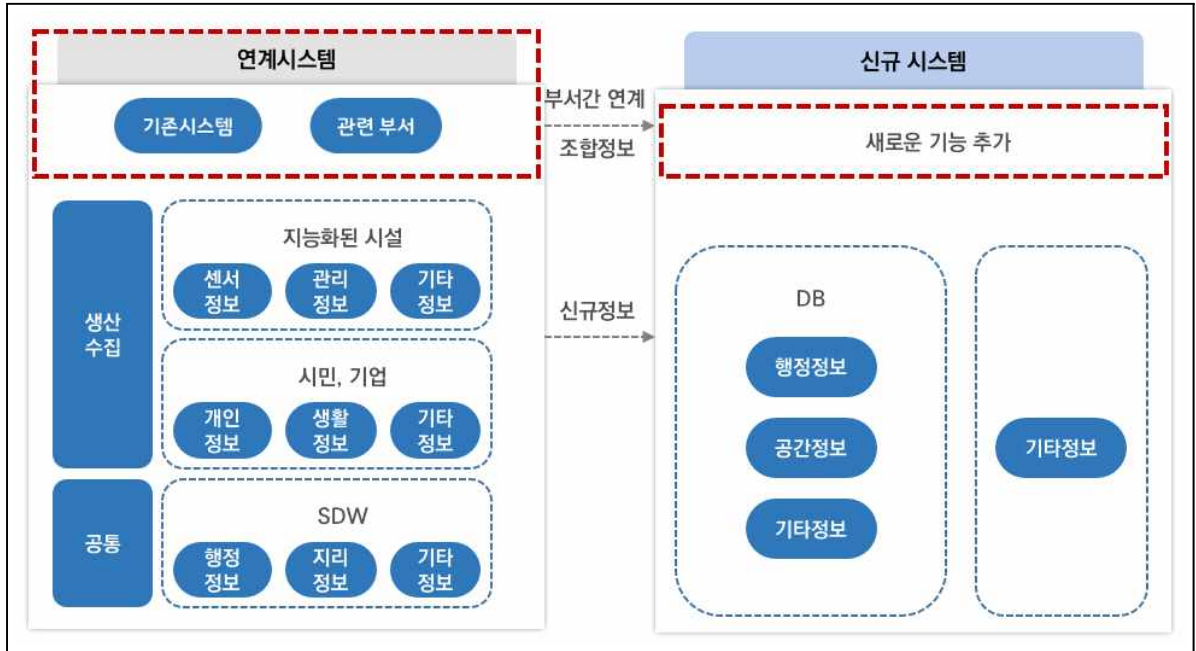 연계시스템
기존시스템
관련 부서
생산
수집
지능화된 시설
센서
정보
관리
정보
기타
정보
시민, 기업
개인
정보
생활
정보
기타
정보
공통
SDW
행정
정보
지리
정보
기타
정보
부서간 연계
조합정보
신규정보
신규 시스템
새로운 기능 추가
DB
행정정보
공간정보
기타정보
기타정보